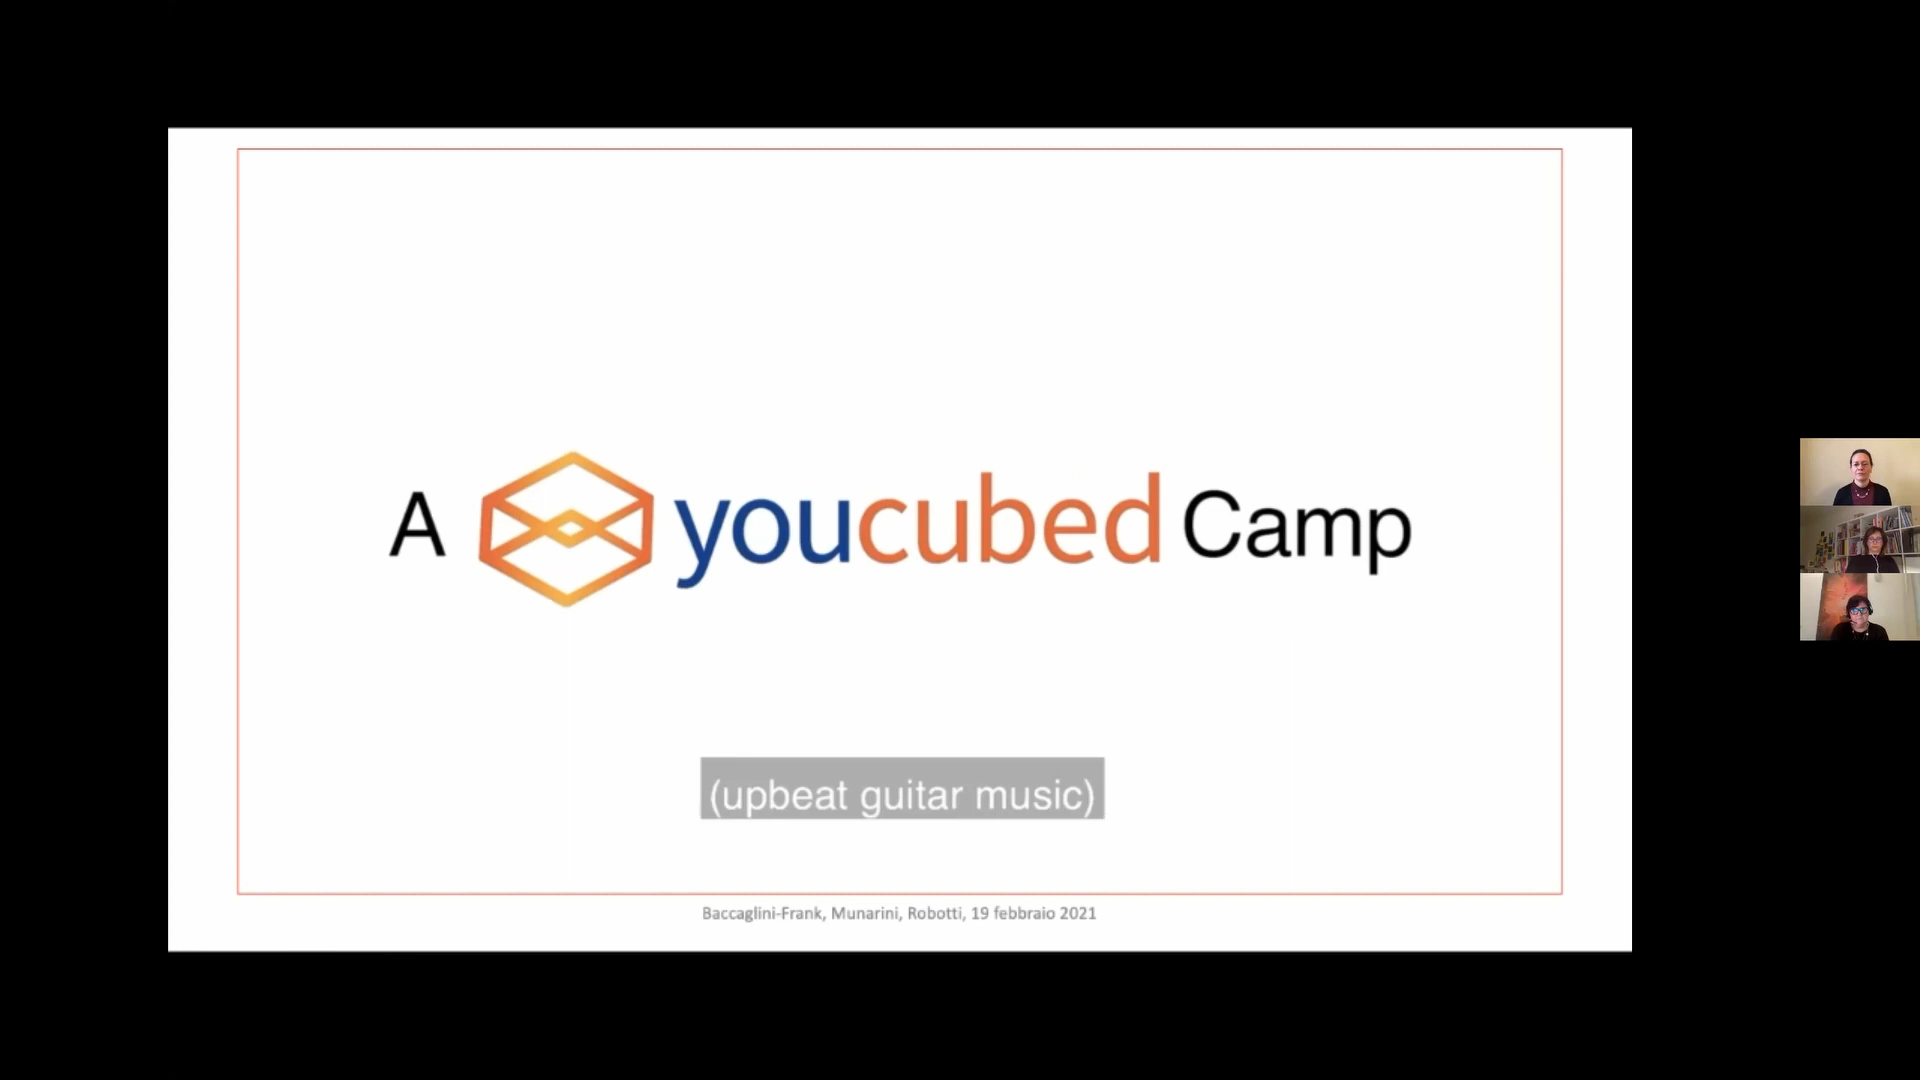 A youcubed Camp
(upbeat guitar music)
Baccaglini-Frank, Munarini, Robotti, 19 febbraio 2021